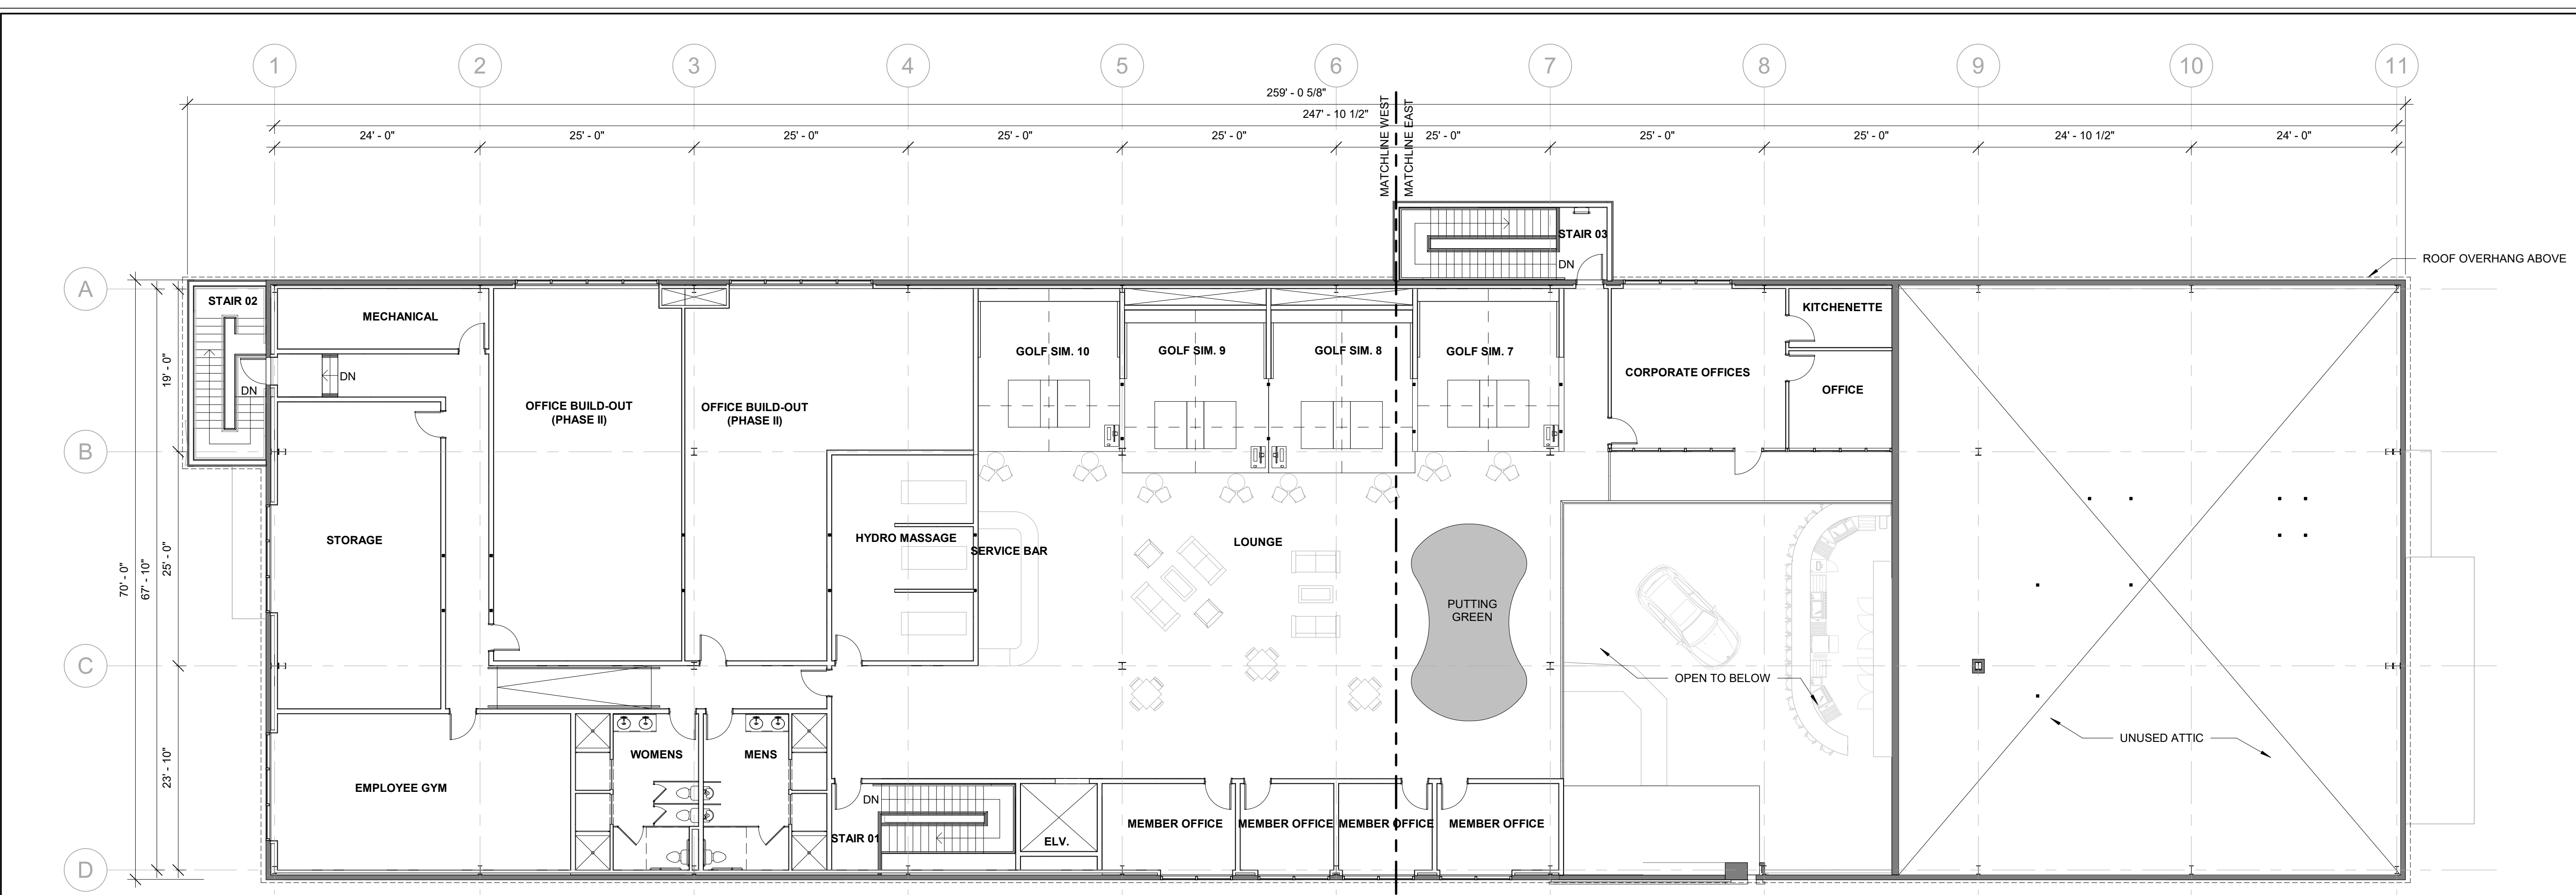 1 2 3 4 5 6 7 8 9 10 11
259' - 0 5/8"
247' - 10 1/2"
24' - 0" 25' - 0" 25' - 0" 25' - 0" 25' - 0" 25' - 0" 25' - 0" 25' - 0" 24' - 10 1/2" 24' - 0"
MATCHLINE WEST
MATCHLINE EAST
A
B
C
D
70' - 0"
67' - 10"
19' - 0"
25' - 0"
23' - 10"
STAIR 03
DN
ROOF OVERHANG ABOVE
STAIR 02
DN
MECHANICAL
DN
OFFICE BUILD-OUT
(PHASE II)
OFFICE BUILD-OUT
(PHASE II)
GOLF SIM. 10
GOLF SIM. 9
GOLF SIM. 8
GOLF SIM. 7
CORPORATE OFFICES
KITCHENETTE
OFFICE
STORAGE
HYDRO MASSAGE
SERVICE BAR
LOUNGE
PUTTING
GREEN
OPEN TO BELOW
UNUSED ATTIC
EMPLOYEE GYM
WOMENS
MENS
DN
STAIR 01
ELV.
MEMBER OFFICE
MEMBER OFFICE
MEMBER OFFICE
MEMBER OFFICE